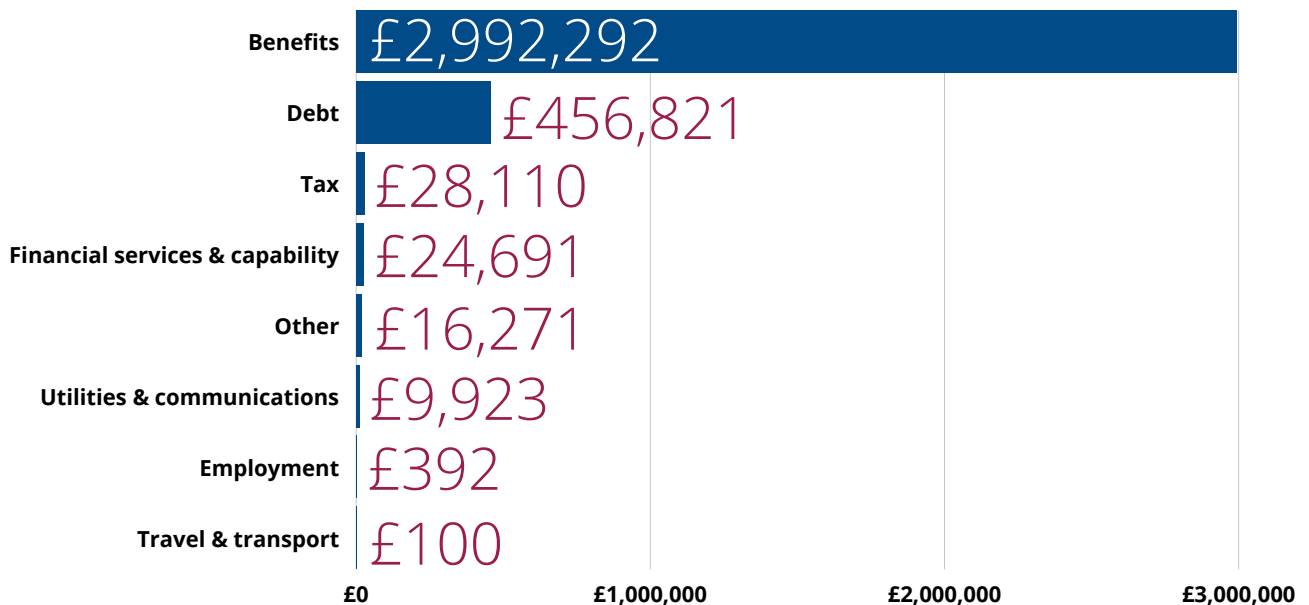 Benefits £2,992,292
Debt £456,821
Tax £28,110
Financial services & capability £24,691
Other £16,271
Utilities & communications £9,923
Employment £392
Travel & transport £100
£0 £1,000,000 £2,000,000 £3,000,000